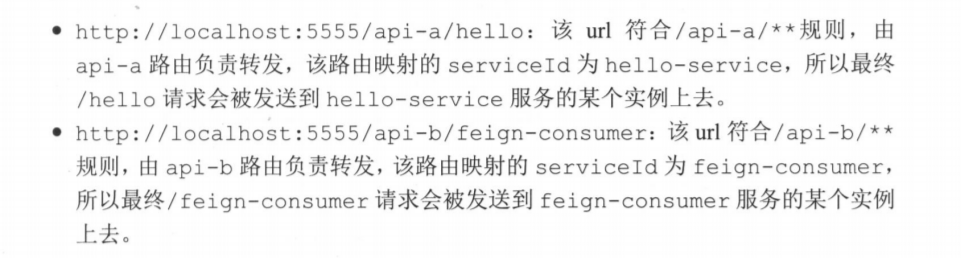 • http://localhost:5555/api-a/hello：该 url 符合/api-a/**规则，由
api-a 路由负责转发，该路由映射的 serviceId 为 hello-service，所以最终
/hello 请求会被发送到 hello-service 服务的某个实例上去。
• http://localhost:5555/api-b/feign-consumer：该 url 符合/api-b/**
规则，由 api-b 路由负责转发，该路由映射的 serviceId 为 feign-consumer，
所以最终/feign-consumer 请求会被发送到 feign-consumer 服务的某个实例
上去。